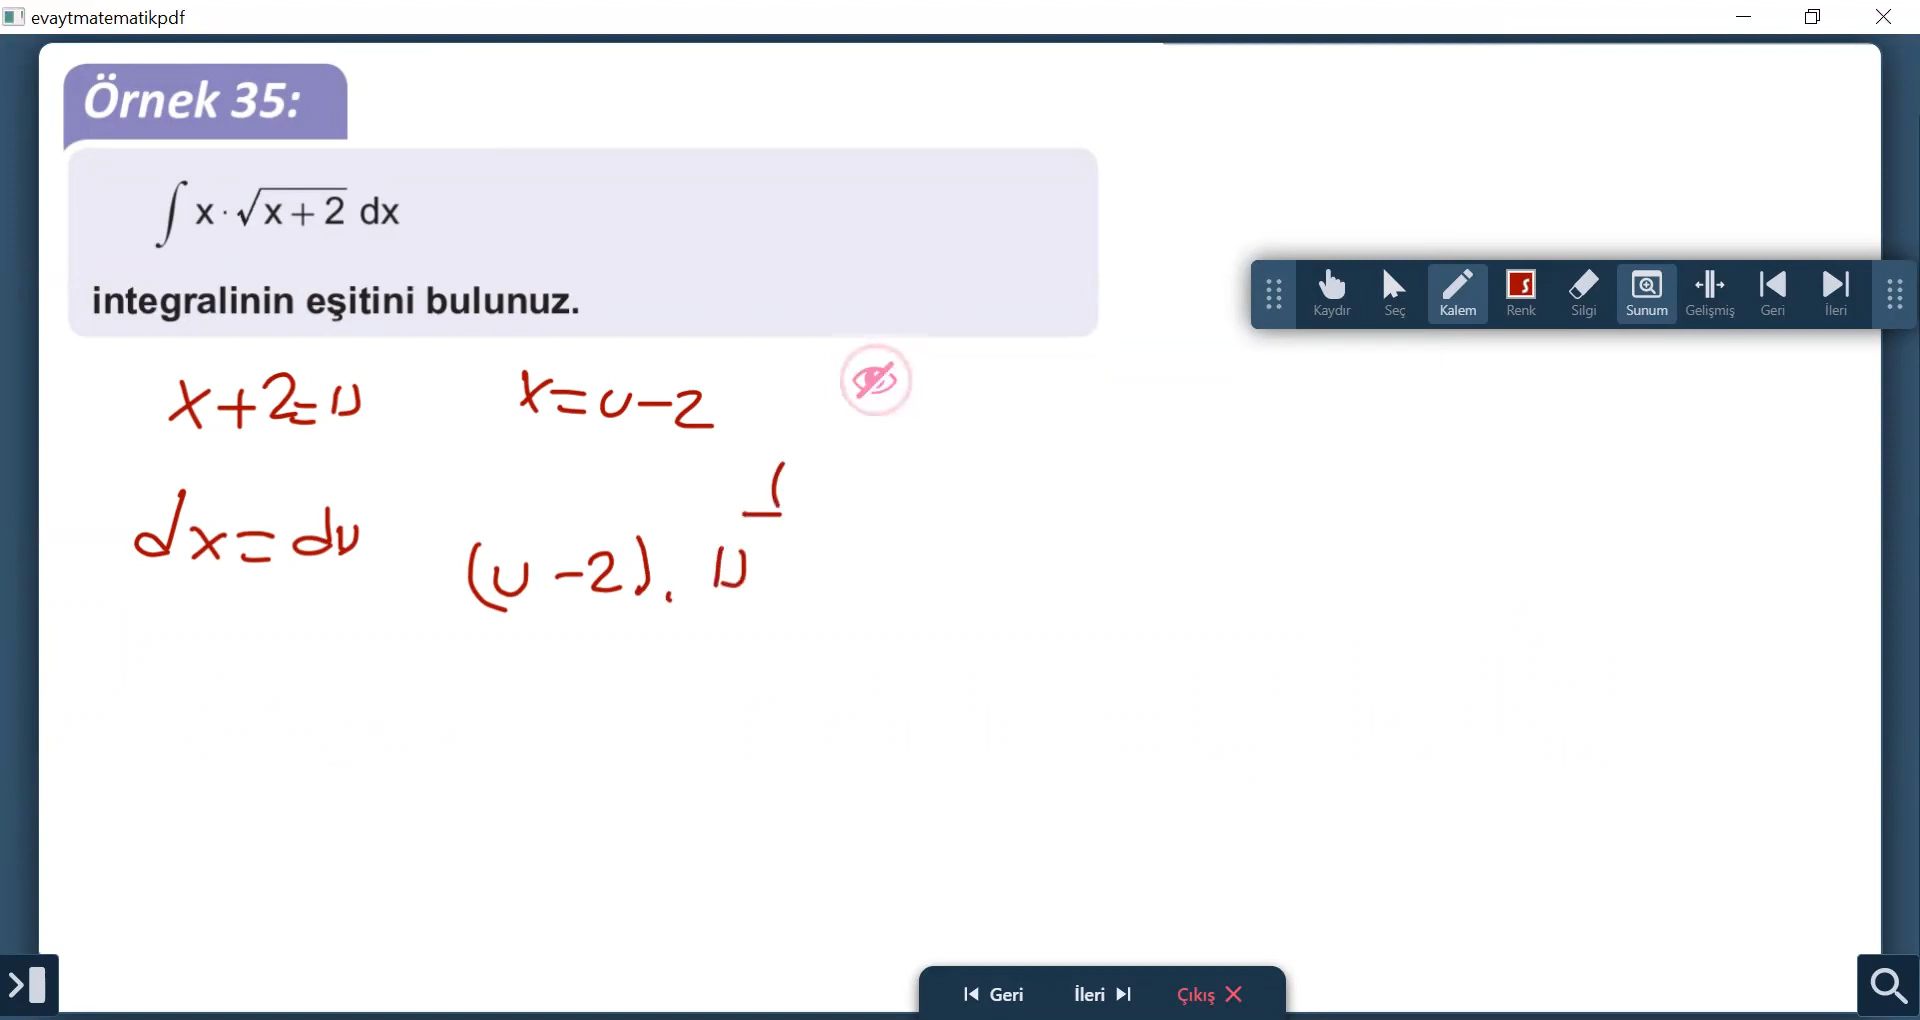 evaytmatematikpdf
Örnek 35:
∫ x · √x + 2 dx
integralinin eşitini bulunuz.
Kaydır Seç Kalem Renk Silgi Sunum Gelişmiş Geri İleri
x+2=u x=u-2
dx=du
(u-2). u^1
Geri İleri Çıkış